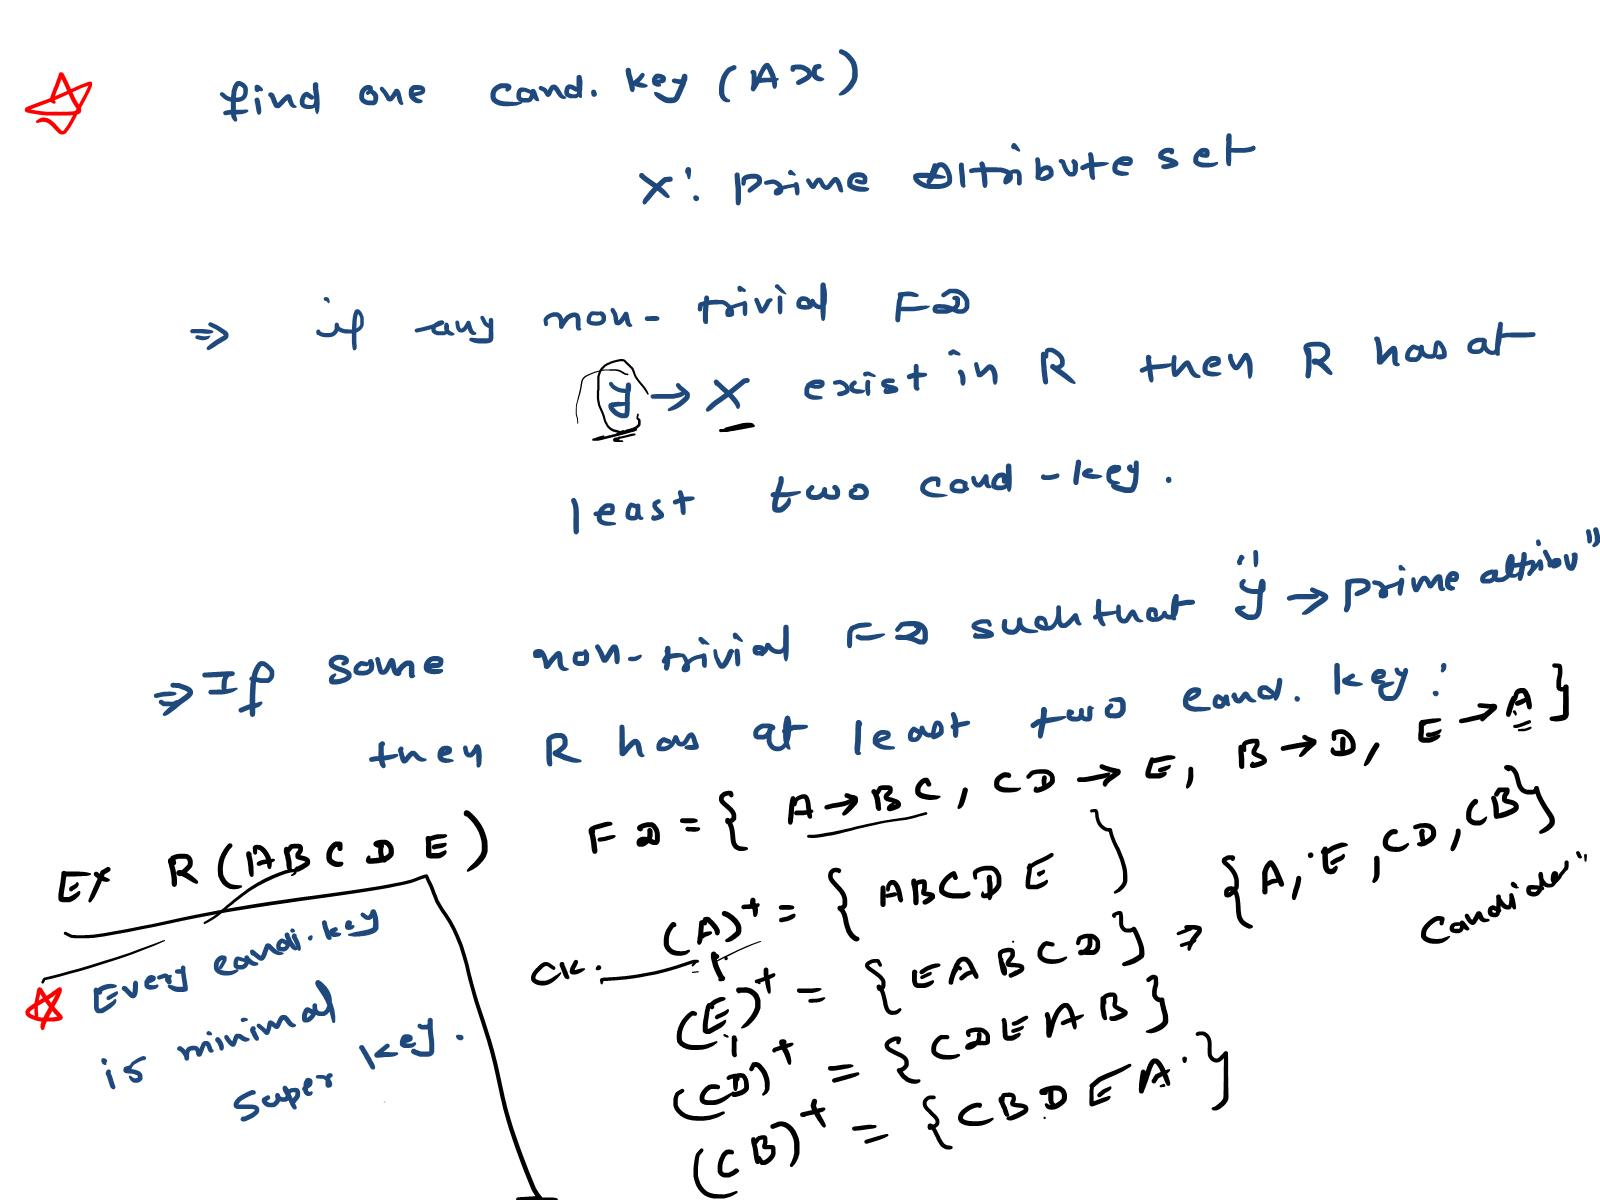 find one cand. key (Ax)
X: prime Attribute set
⇒ if any non-trivial FD
y → X exist in R then R has at
least two cand-key.
⇒ If some non-trivial FD such that "y → prime attribu"
then R has at least two cand. key.
Ex R(ABCDE) FD = { A → BC, CD → E, B → D, E → A }
(A)⁺ = { ABCDE }
CK. (E)⁺ = { EABCD } ⇒ { A, E, CD, CB }
(CD)⁺ = { CDEAB }
(CB)⁺ = { CBDEA }
Every candi. key
is minimal
super key.